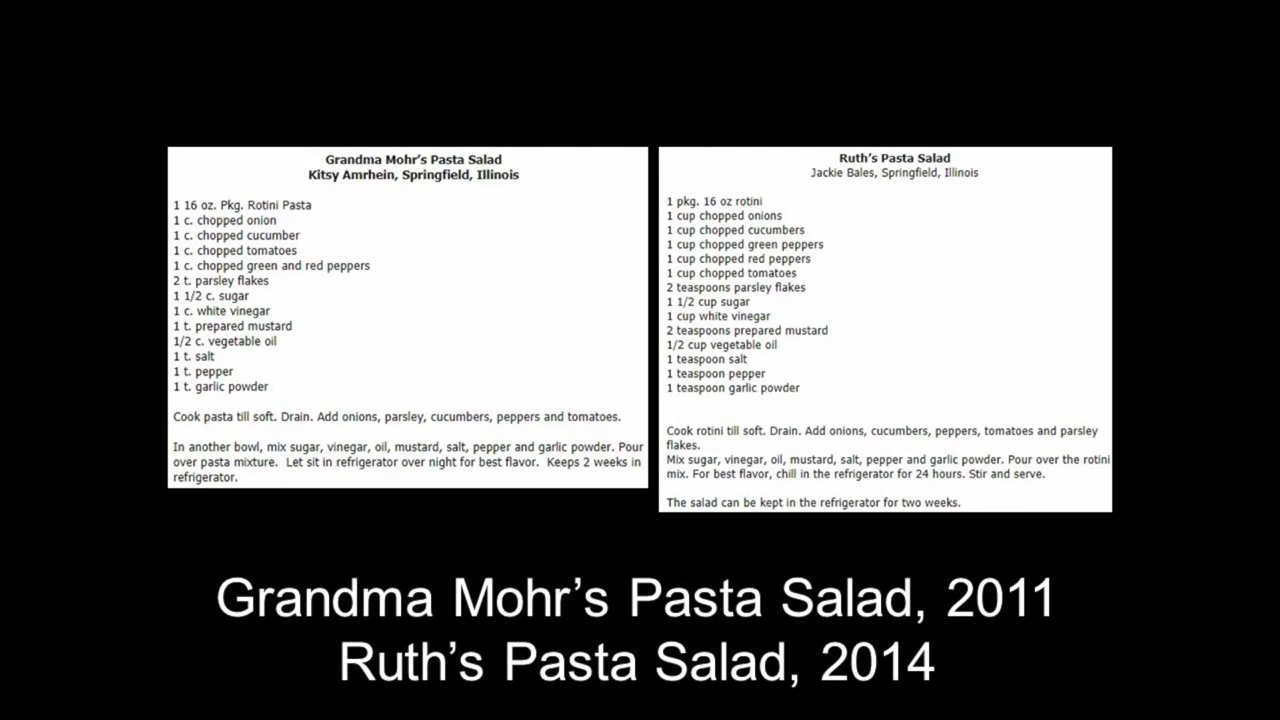 Grandma Mohr's Pasta Salad
Kitsy Amrhein, Springfield, Illinois
1 16 oz. Pkg. Rotini Pasta
1 c. chopped onion
1 c. chopped cucumber
1 c. chopped tomatoes
1 c. chopped green and red peppers
2 t. parsley flakes
1 1/2 c. sugar
1 c. white vinegar
1 t. prepared mustard
1/2 c. vegetable oil
1 t. salt
1 t. pepper
1 t. garlic powder
Cook pasta till soft. Drain. Add onions, parsley, cucumbers, peppers and tomatoes.
In another bowl, mix sugar, vinegar, oil, mustard, salt, pepper and garlic powder. Pour
over pasta mixture. Let sit in refrigerator over night for best flavor. Keeps 2 weeks in
refrigerator.
Ruth's Pasta Salad
Jackie Bales, Springfield, Illinois
1 pkg. 16 oz rotini
1 cup chopped onions
1 cup chopped cucumbers
1 cup chopped green peppers
1 cup chopped red peppers
1 cup chopped tomatoes
2 teaspoons parsley flakes
1 1/2 cup sugar
1 cup white vinegar
2 teaspoons prepared mustard
1/2 cup vegetable oil
1 teaspoon salt
1 teaspoon pepper
1 teaspoon garlic powder
Cook rotini till soft. Drain. Add onions, cucumbers, peppers, tomatoes and parsley
flakes.
Mix sugar, vinegar, oil, mustard, salt, pepper and garlic powder. Pour over the rotini
mix. For best flavor, chill in the refrigerator for 24 hours. Stir and serve.
The salad can be kept in the refrigerator for two weeks.
Grandma Mohr's Pasta Salad, 2011
Ruth's Pasta Salad, 2014